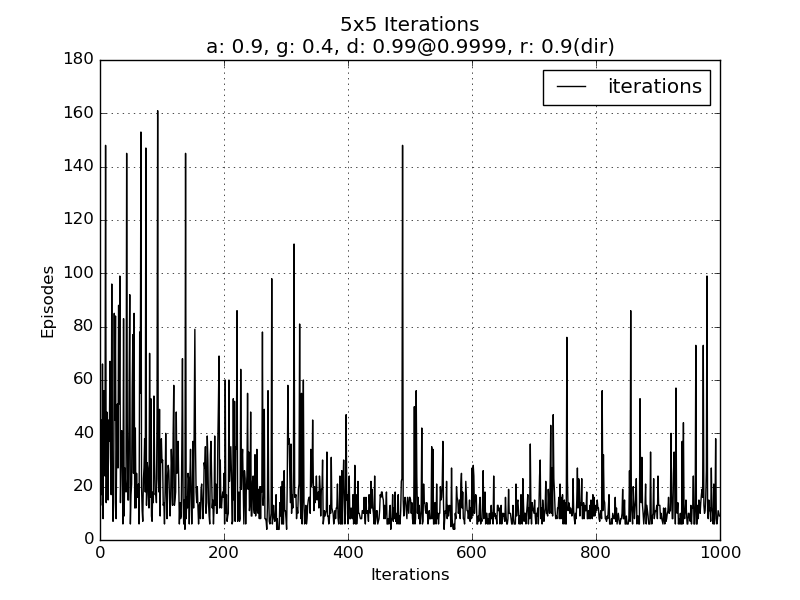 5x5 Iterations
a: 0.9, g: 0.4, d: 0.99@0.9999, r: 0.9(dir)
iterations
180
160
140
120
100
80
60
40
20
0
Episodes
0 200 400 600 800 1000
Iterations